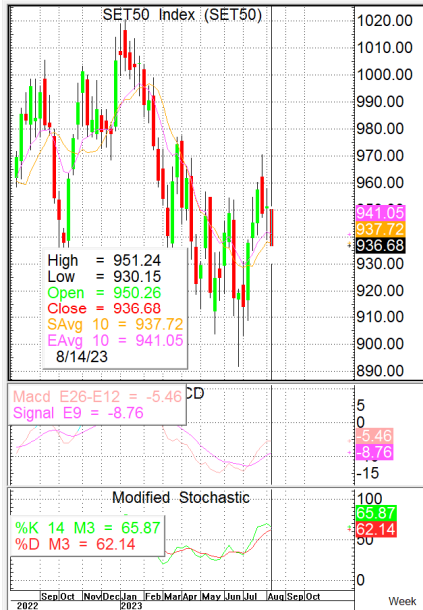 SET50 Index (SET50)
1020.00
1010.00
1000.00
990.00
980.00
970.00
960.00
941.05
937.72
936.68
930.00
920.00
910.00
900.00
890.00
High = 951.24
Low = 930.15
Open = 950.26
Close = 936.68
SAvg 10 = 937.72
EAvg 10 = 941.05
8/14/23
CD
Macd E26-E12 = -5.46
Signal E9 = -8.76
5
0
-5.46
-8.76
-15
Modified Stochastic
%K 14 M3 = 65.87
%D M3 = 62.14
100
65.87
62.14
0
Sep Oct Nov Dec Jan Feb Mar Apr May Jun Jul Aug Sep Oct
2022 2023 Week